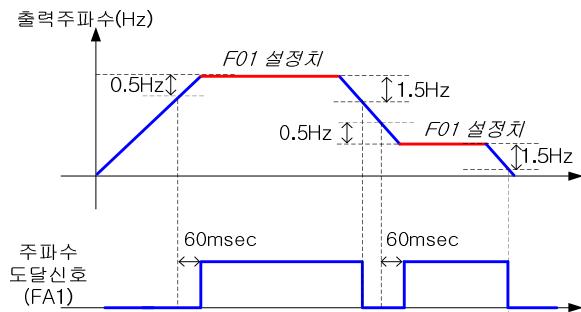 출력주파수(Hz)
F01 설정치
0.5Hz
1.5Hz
0.5Hz
F01 설정치
1.5Hz
주파수
도달신호
(FA1)
60msec
60msec